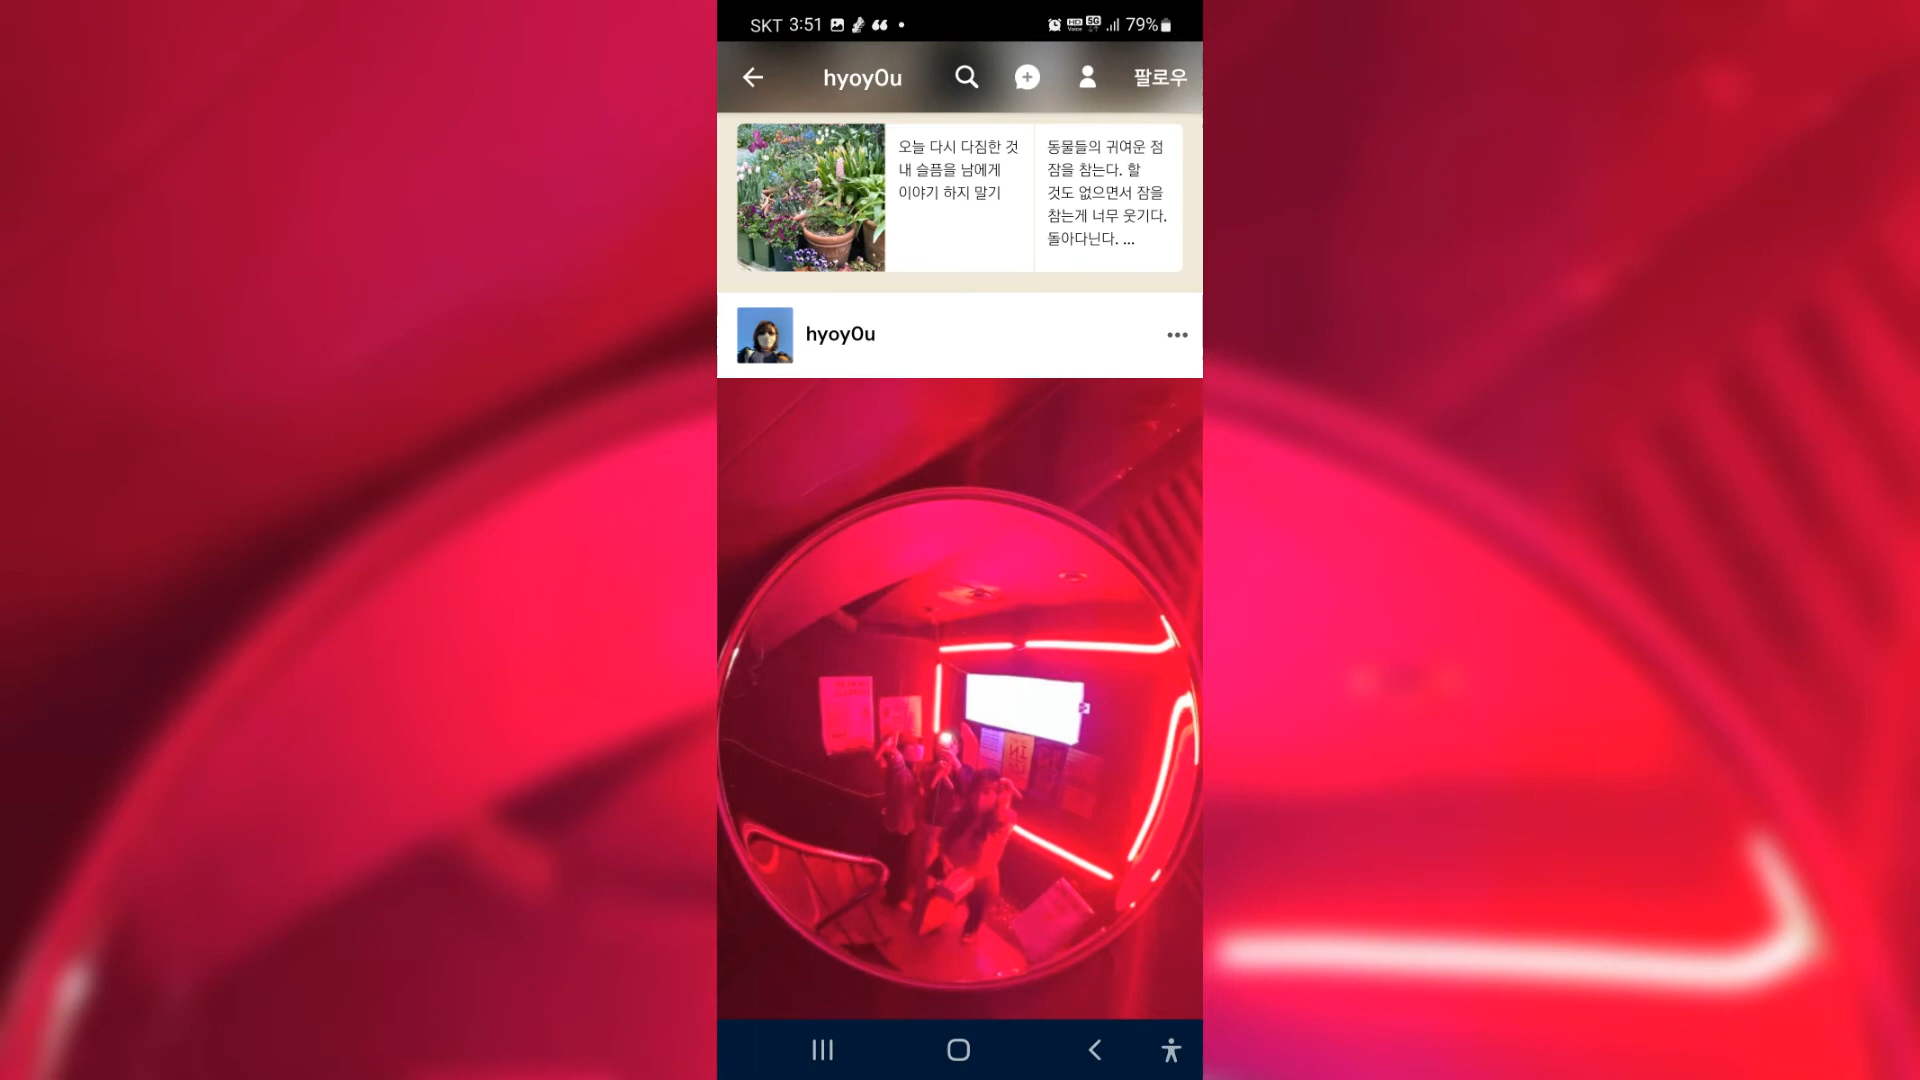 SKT 3:51
79%
hyoy0u
팔로우
오늘 다시 다짐한 것
내 슬픔을 남에게
이야기 하지 말기
동물들의 귀여운 점
잠을 참는다. 할
것도 없으면서 잠을
참는게 너무 웃기다.
돌아다닌다. ...
hyoy0u